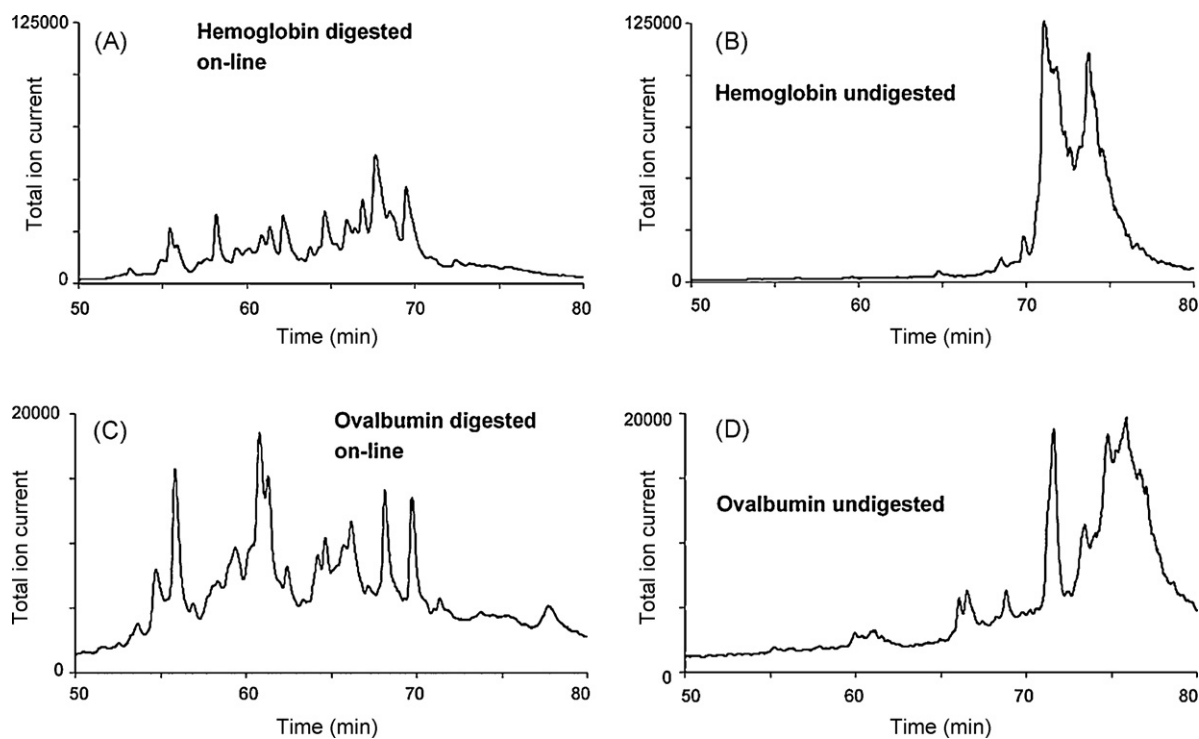 (A)
Hemoglobin digested
on-line
125000
Total ion current
0
50
60
70
80
Time (min)
(B)
Hemoglobin undigested
125000
Total ion current
0
50
60
70
80
Time (min)
(C)
Ovalbumin digested
on-line
20000
Total ion current
0
50
60
70
80
Time (min)
(D)
Ovalbumin undigested
20000
Total ion current
0
50
60
70
80
Time (min)